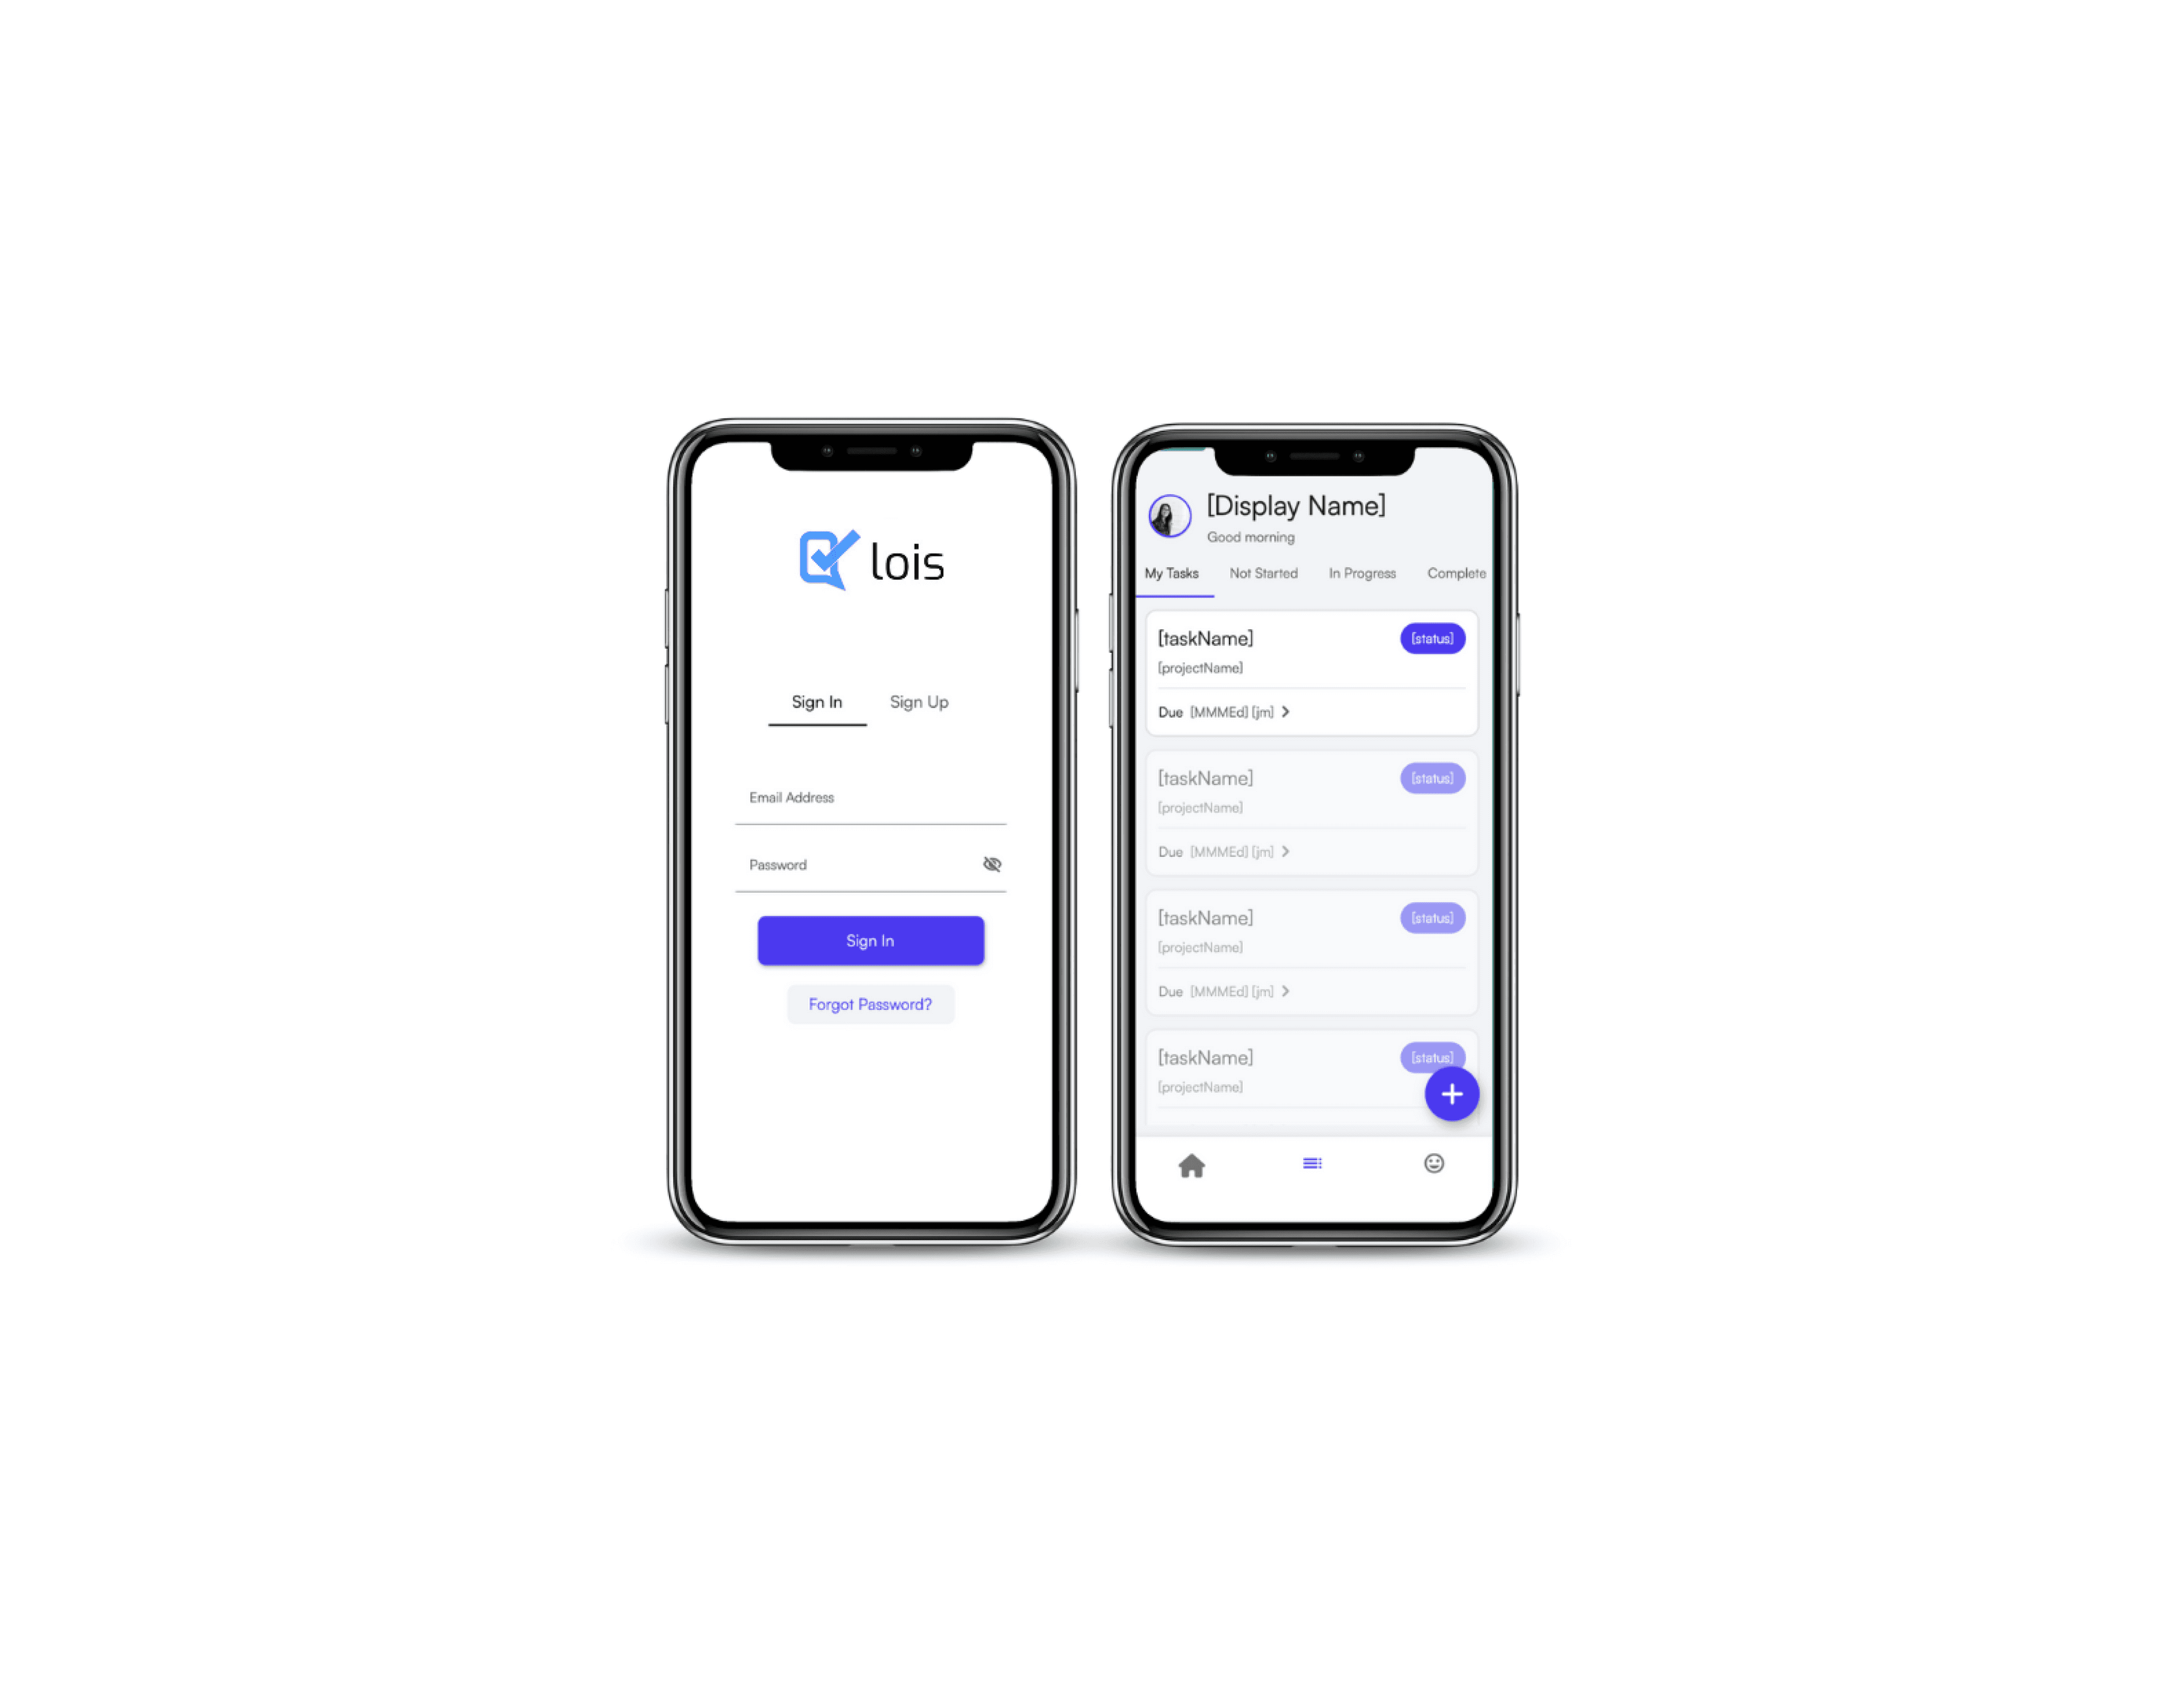 lois
Sign In Sign Up
Email Address
Password
Sign In
Forgot Password?
[Display Name]
Good morning
My Tasks Not Started In Progress Complete
[taskName] [status]
[projectName]
Due [MMMEd] [jm]
[taskName] [status]
[projectName]
Due [MMMEd] [jm]
[taskName] [status]
[projectName]
Due [MMMEd] [jm]
[taskName] [status]
[projectName]